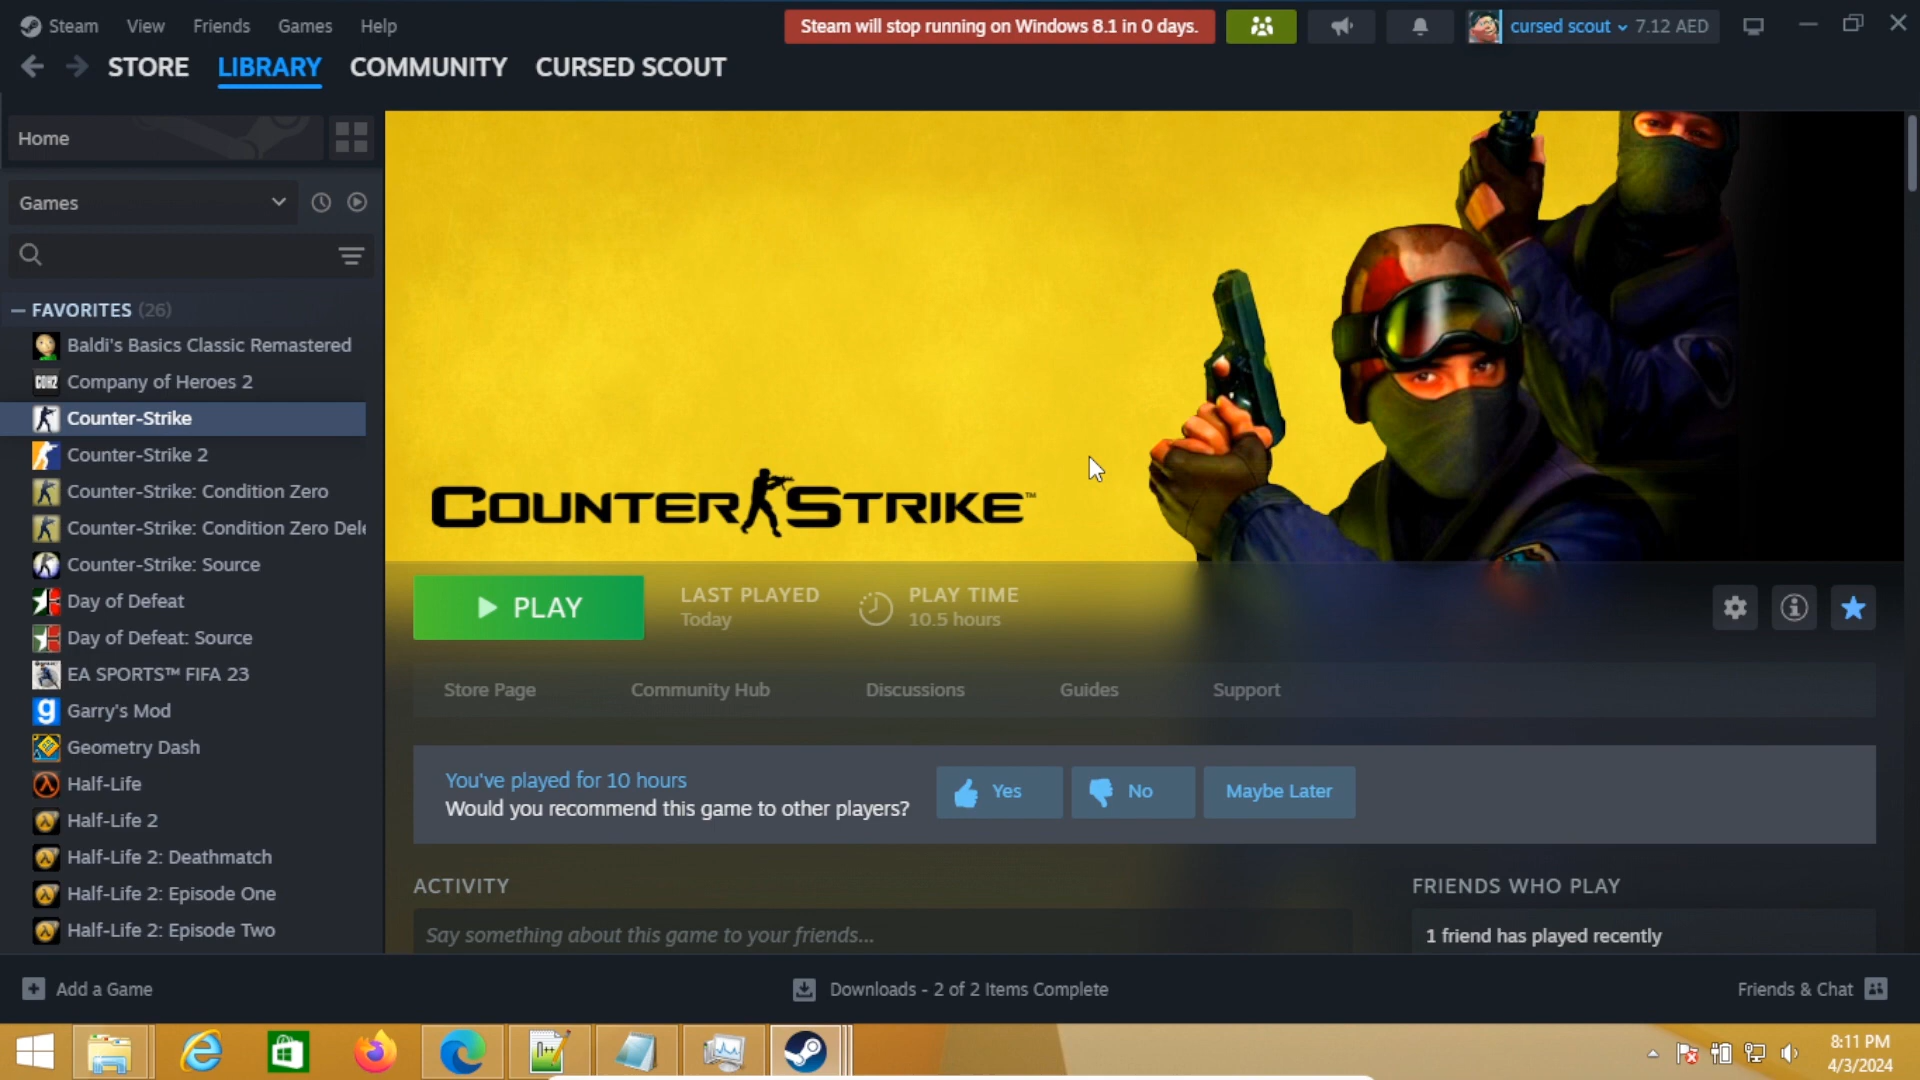 Steam View Friends Games Help
Steam will stop running on Windows 8.1 in 0 days.
cursed scout 7.12 AED
STORE LIBRARY COMMUNITY CURSED SCOUT
Home
Games
FAVORITES (26)
Baldi's Basics Classic Remastered
Company of Heroes 2
Counter-Strike
Counter-Strike 2
Counter-Strike: Condition Zero
Counter-Strike: Condition Zero Dele
Counter-Strike: Source
Day of Defeat
Day of Defeat: Source
EA SPORTS™ FIFA 23
Garry's Mod
Geometry Dash
Half-Life
Half-Life 2
Half-Life 2: Deathmatch
Half-Life 2: Episode One
Half-Life 2: Episode Two
COUNTER STRIKE™
PLAY
LAST PLAYED
Today
PLAY TIME
10.5 hours
Store Page Community Hub Discussions Guides Support
You've played for 10 hours
Would you recommend this game to other players?
Yes No Maybe Later
ACTIVITY
Say something about this game to your friends...
FRIENDS WHO PLAY
1 friend has played recently
Add a Game
Downloads - 2 of 2 Items Complete
Friends & Chat
8:11 PM
4/3/2024